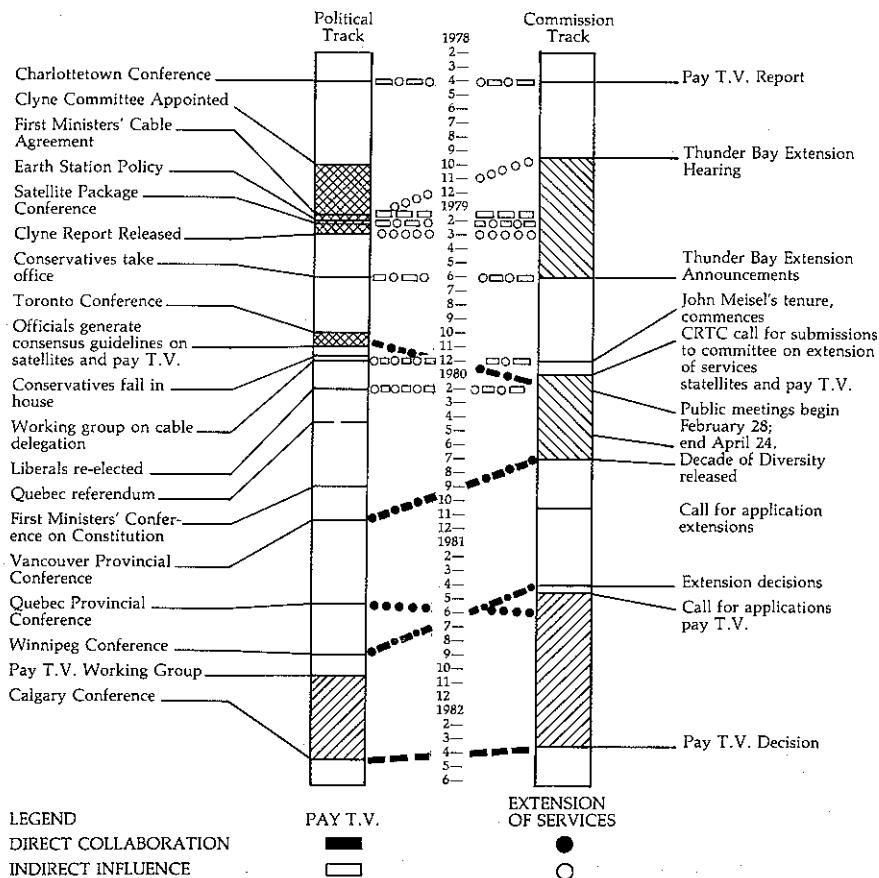 Political
Track
Commission
Track
Charlottetown Conference
Clyne Committee Appointed
First Ministers' Cable
Agreement
Earth Station Policy
Satellite Package
Conference
Clyne Report Released
Conservatives take
office
Toronto Conference
Officials generate
consensus guidelines on
satellites and pay T.V.
Conservatives fall in
house
Working group on cable
delegation
Liberals re-elected
Quebec referendum
First Ministers' Confer-
ence on Constitution
Vancouver Provincial
Conference
Quebec Provincial
Conference
Winnipeg Conference
Pay T.V. Working Group
Calgary Conference
1978
2—
3—
4—
5—
6—
7—
8—
9—
10
11
12
1979
2—
3—
4—
5—
6—
7—
8—
9—
10—
11—
12
1980
2—
3—
4—
5—
6—
7—
8—
9—
10
11—
12—
1981
2—
3—
4—
5—
6—
7—
8—
9—
10—
11—
12
1982
2—
3—
4—
5—
6—
Pay T.V. Report
Thunder Bay Extension
Hearing
Thunder Bay Extension
Announcements
John Meisel's tenure,
commences
CRTC call for submissions
to committee on extension
of services
statellites and pay T.V.
Public meetings begin
February 28;
end April 24.
Decade of Diversity
released
Call for application
extensions
Extension decisions
Call for applications
pay T.V.
Pay T.V. Decision
LEGEND
PAY T.V.
EXTENSION
OF SERVICES
DIRECT COLLABORATION
INDIRECT INFLUENCE